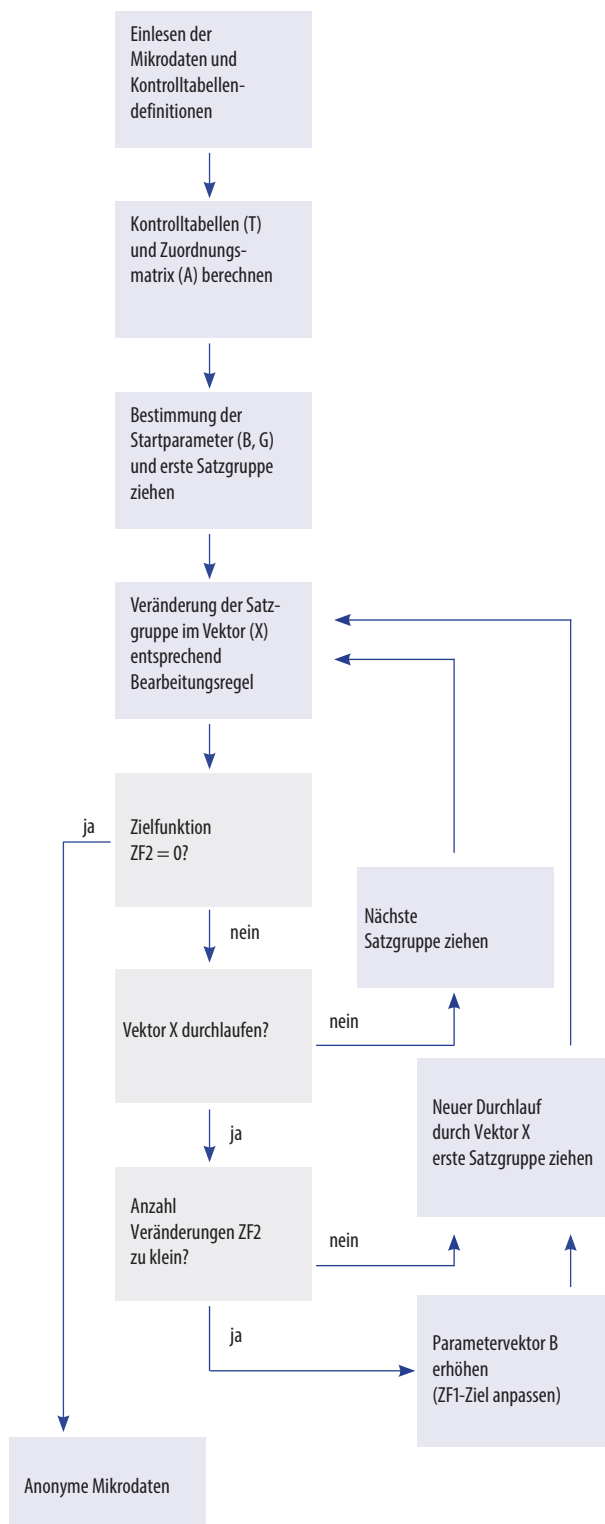 Einlesen der
Mikrodaten und
Kontrolltabellen-
definitionen
Kontrolltabellen (T)
und Zuordnungs-
matrix (A) berechnen
Bestimmung der
Startparameter (B, G)
und erste Satzgruppe
ziehen
Veränderung der Satz-
gruppe im Vektor (X)
entsprechend
Bearbeitungsregel
ja
Zielfunktion
ZF2 = 0?
nein
Nächste
Satzgruppe ziehen
Vektor X durchlaufen?
nein
ja
Neuer Durchlauf
durch Vektor X
erste Satzgruppe ziehen
Anzahl
Veränderungen ZF2
zu klein?
nein
ja
Parametervektor B
erhöhen
(ZF1-Ziel anpassen)
Anonyme Mikrodaten